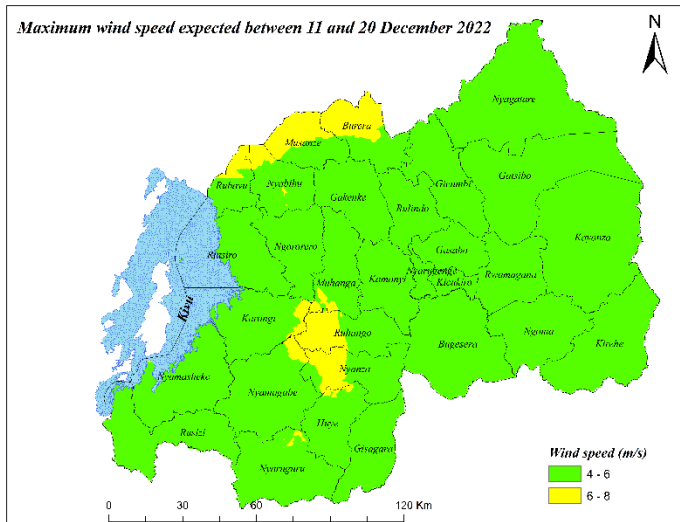 Maximum wind speed expected between 11 and 20 December 2022
N
Nyagatare
Burera
Musanze
Rubavu
Nyabihu
Gakenke
Rulindo
Gicumbi
Gatsibo
Kayonza
Rutsiro
Ngororero
Gasabo
Nyarugenge
Kicukiro
Rwamagana
Muhanga
Kamonyi
Kivu
Karongi
Ruhango
Bugesera
Ngoma
Kirehe
Nyamasheke
Nyanza
Nyamagabe
Huye
Rusizi
Gisagara
Nyaruguru
Wind speed (m/s)
4 - 6
6 - 8
0 30 60 120 Km